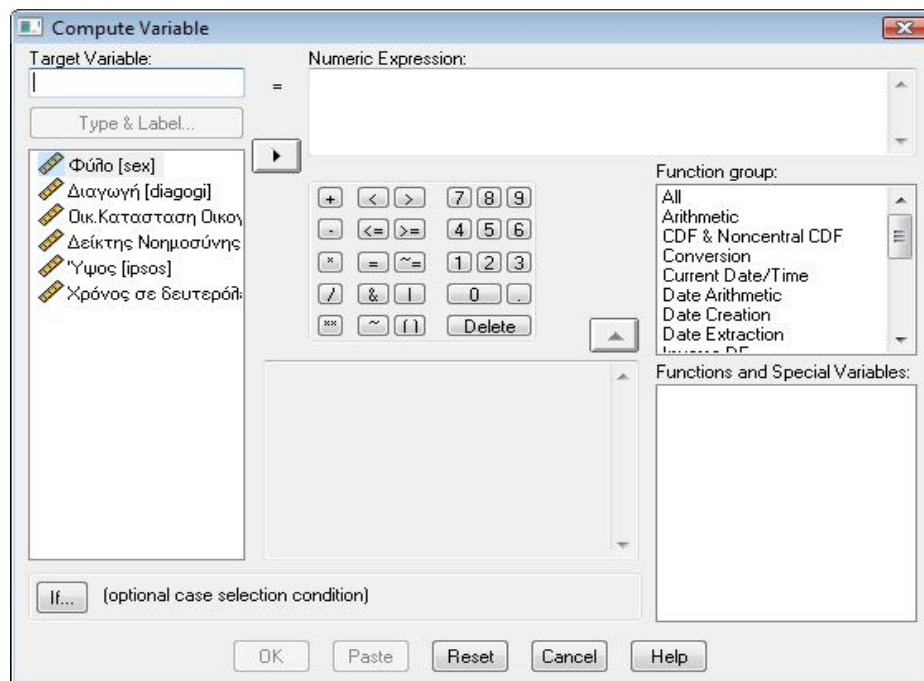 Compute Variable
Target Variable:
=
Numeric Expression:
Type & Label...
Φύλο [sex]
Διαγωγή [diagogi]
Οικ.Κατασταση Οικογ
Δείκτης Νοημοσύνης
Ύψος [ipsos]
Χρόνος σε δευτερόλ
+ < > 7 8 9
- <= >= 4 5 6
* = ~= 1 2 3
/ & | 0 .
** ~ ( ) Delete
Function group:
All
Arithmetic
CDF & Noncentral CDF
Conversion
Current Date/Time
Date Arithmetic
Date Creation
Date Extraction
Functions and Special Variables:
If... (optional case selection condition)
OK Paste Reset Cancel Help